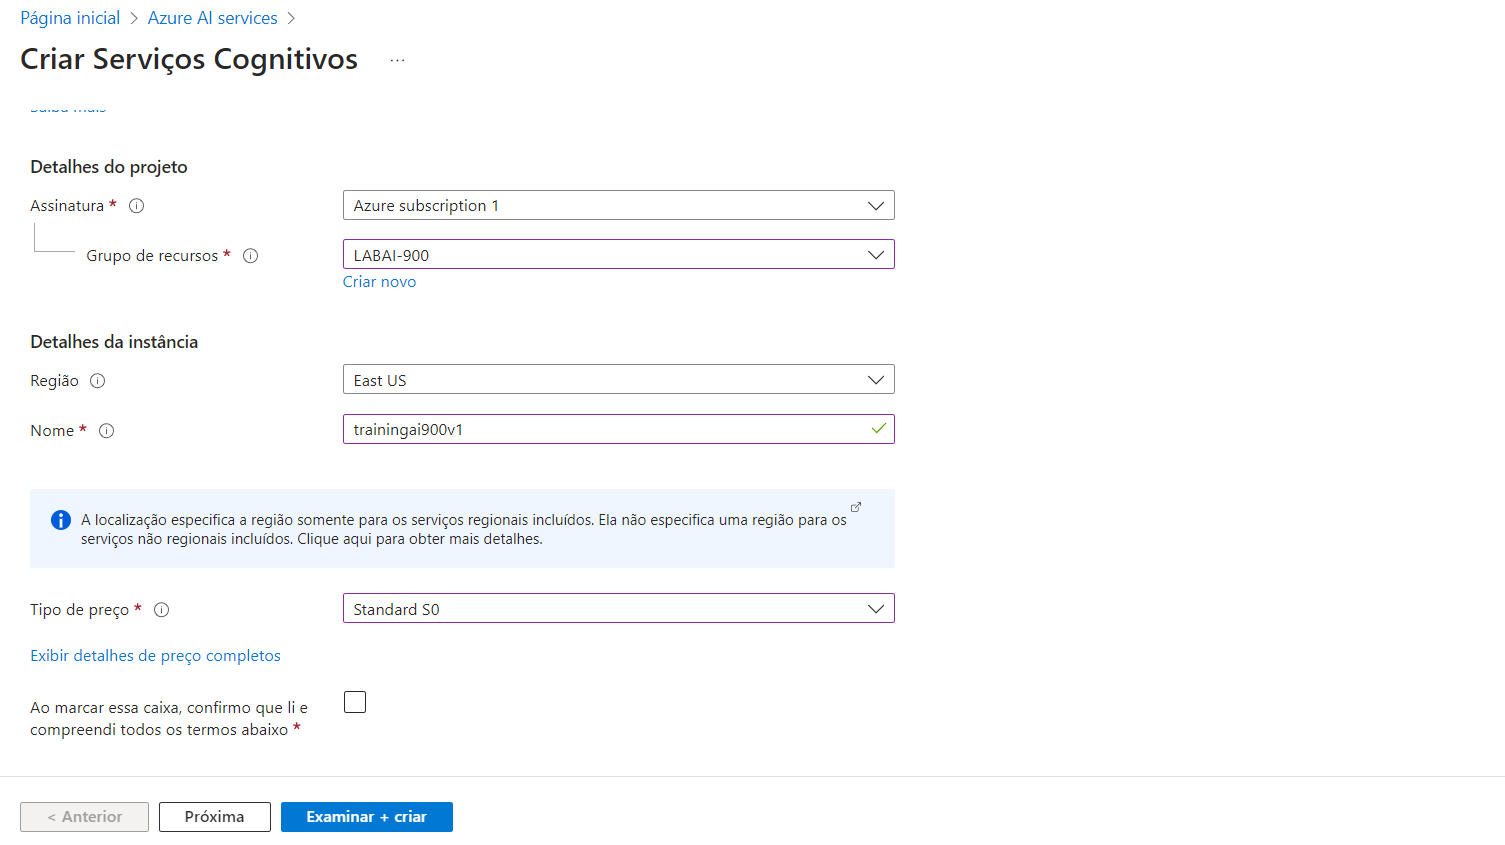 Página inicial > Azure AI services >
Criar Serviços Cognitivos ...
Saiba mais
Detalhes do projeto
Assinatura *
Azure subscription 1
Grupo de recursos *
LABAI-900
Criar novo
Detalhes da instância
Região
East US
Nome *
trainingai900v1
A localização especifica a região somente para os serviços regionais incluídos. Ela não especifica uma região para os
serviços não regionais incluídos. Clique aqui para obter mais detalhes.
Tipo de preço *
Standard S0
Exibir detalhes de preço completos
Ao marcar essa caixa, confirmo que li e
compreendi todos os termos abaixo *
< Anterior
Próxima
Examinar + criar